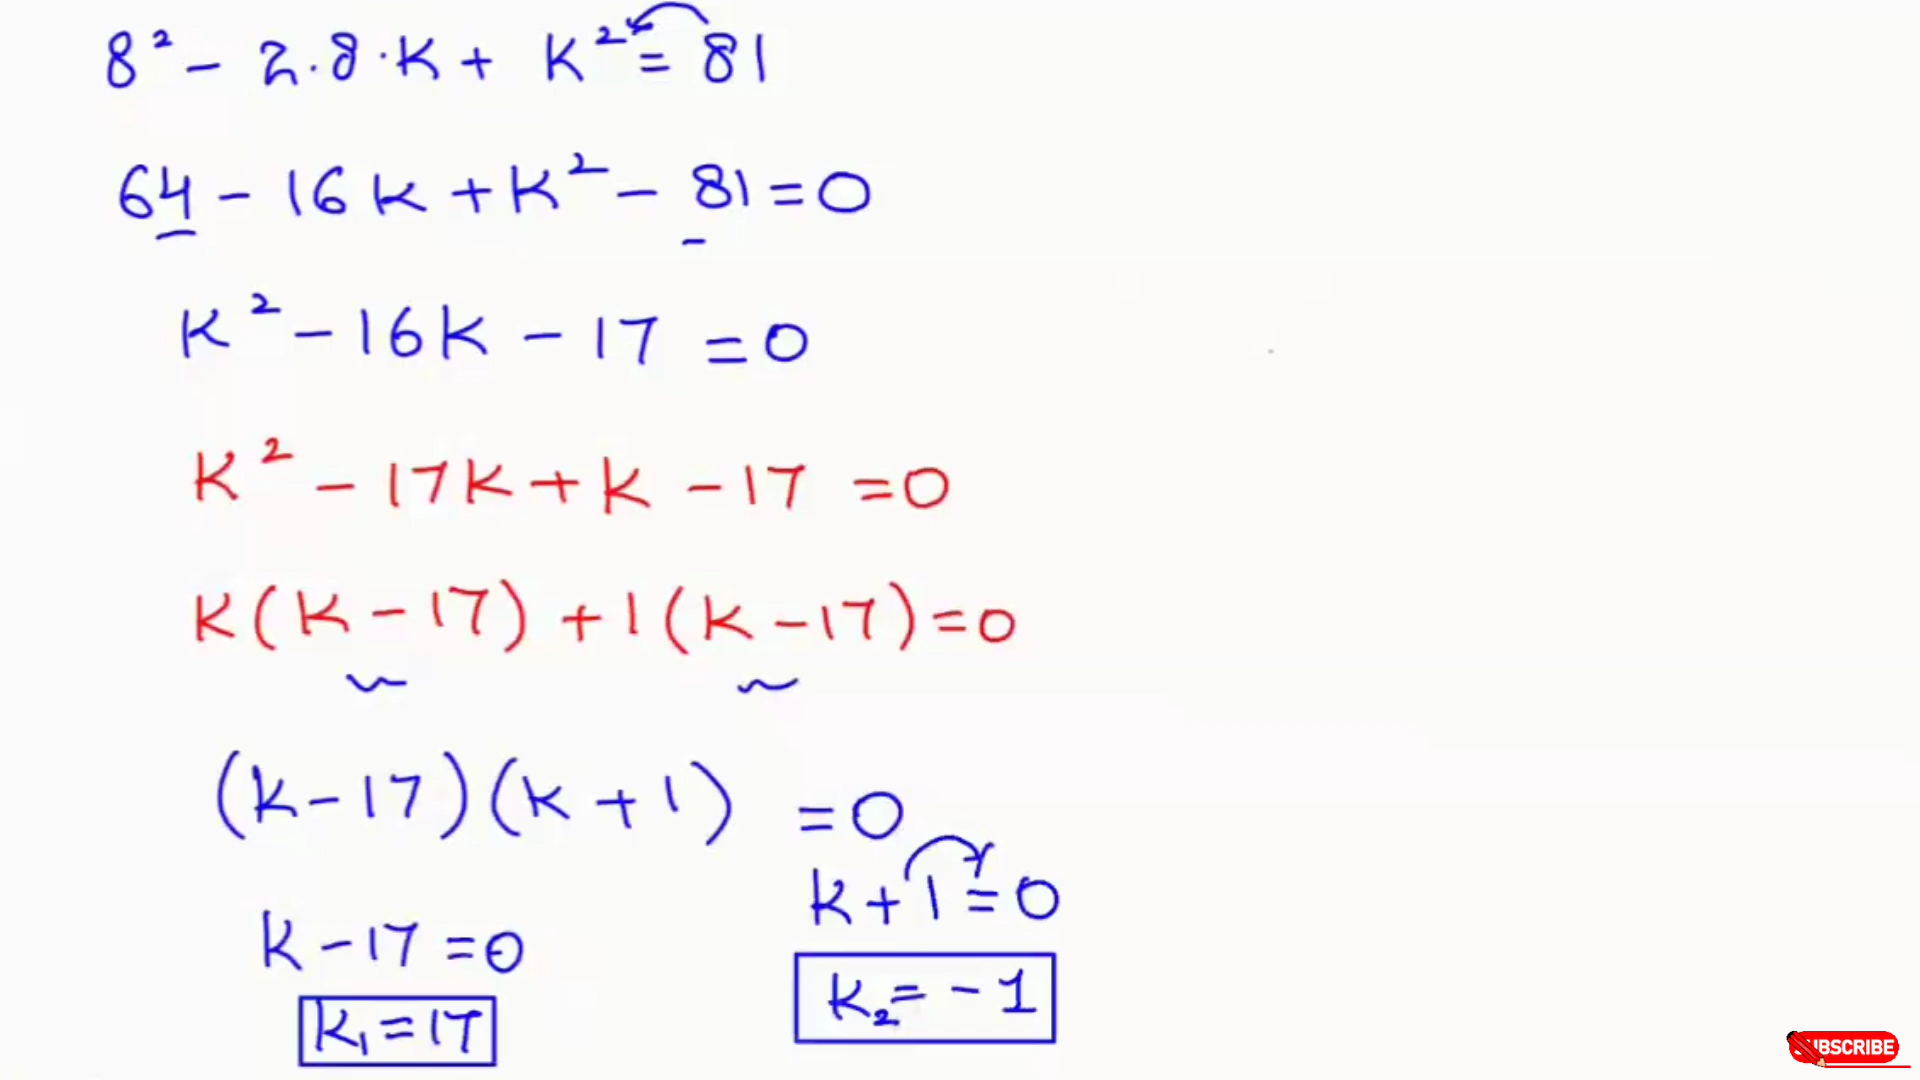 8² - 2·8·K + K² = 81
64 - 16K + K² - 81 = 0
K² - 16K - 17 = 0
K² - 17K + K - 17 = 0
K(K - 17) + 1(K - 17) = 0
(K - 17)(K + 1) = 0
K + 1 = 0
K - 17 = 0
K₂ = -1
K₁ = 17
SUBSCRIBE